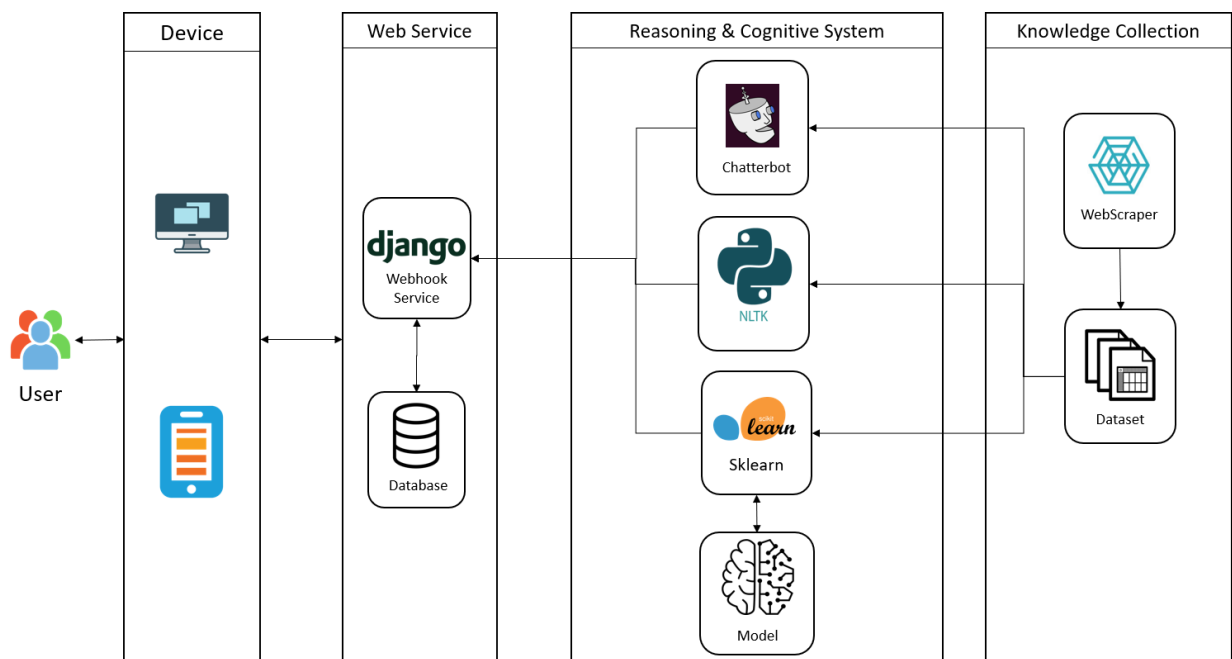 Device
Web Service
Reasoning & Cognitive System
Knowledge Collection
Chatterbot
WebScraper
django
Webhook
Service
NLTK
User
Database
learn
Sklearn
Dataset
Model